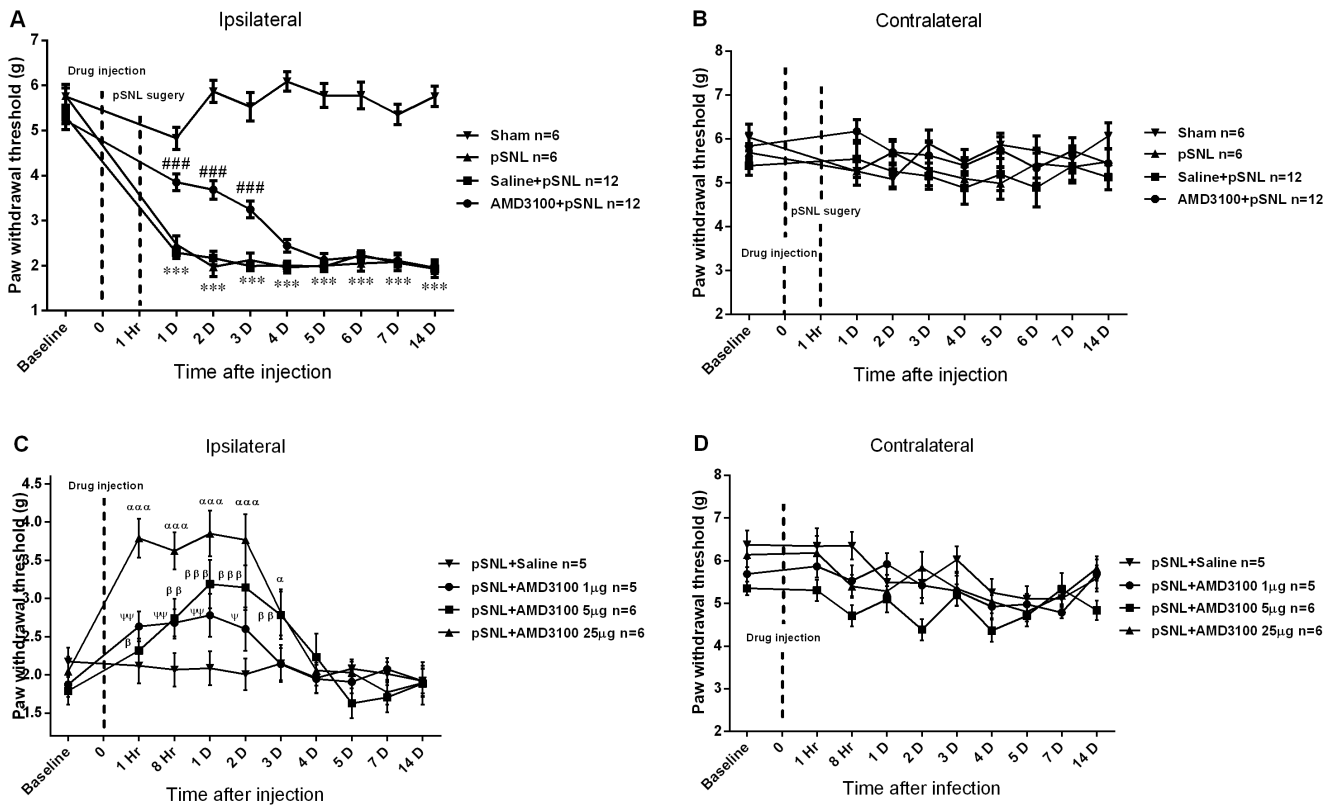 A
Ipsilateral
Paw withdrawal threshold (g)
7
6
5
4
3
2
1
Drug injection
pSNL sugery
###
###
###
***
***
***
***
***
***
***
***
Baseline
0
1 Hr
1 D
2 D
3 D
4 D
5 D
6 D
7 D
14 D
Time afte injection
Sham n=6
pSNL n=6
Saline+pSNL n=12
AMD3100+pSNL n=12
B
Contralateral
Paw withdrawal threshold (g)
8
7
6
5
4
3
2
pSNL sugery
Drug injection
Baseline
0
1 Hr
1 D
2 D
3 D
4 D
5 D
6 D
7 D
14 D
Time afte injection
Sham n=6
pSNL n=6
Saline+pSNL n=12
AMD3100+pSNL n=12
C
Ipsilateral
Paw withdrawal threshold (g)
4.5
4.0
3.5
3.0
2.5
2.0
1.5
Drug injection
ααα
ααα
ααα
ααα
α
βββ
βββ
ββ
ψψ
ψψ
ψψ
ψ
ββ
β
Baseline
0
1 Hr
8 Hr
1 D
2 D
3 D
4 D
5 D
7 D
14 D
Time after injection
pSNL+Saline n=5
pSNL+AMD3100 1μg n=5
pSNL+AMD3100 5μg n=6
pSNL+AMD3100 25μg n=6
D
Contralateral
Paw withdrawal threshold (g)
8
7
6
5
4
3
2
Drug injection
Baseline
0
1 Hr
8 Hr
1 D
2 D
3 D
4 D
5 D
7 D
14 D
Time after infection
pSNL+Saline n=5
pSNL+AMD3100 1μg n=5
pSNL+AMD3100 5μg n=6
pSNL+AMD3100 25μg n=6